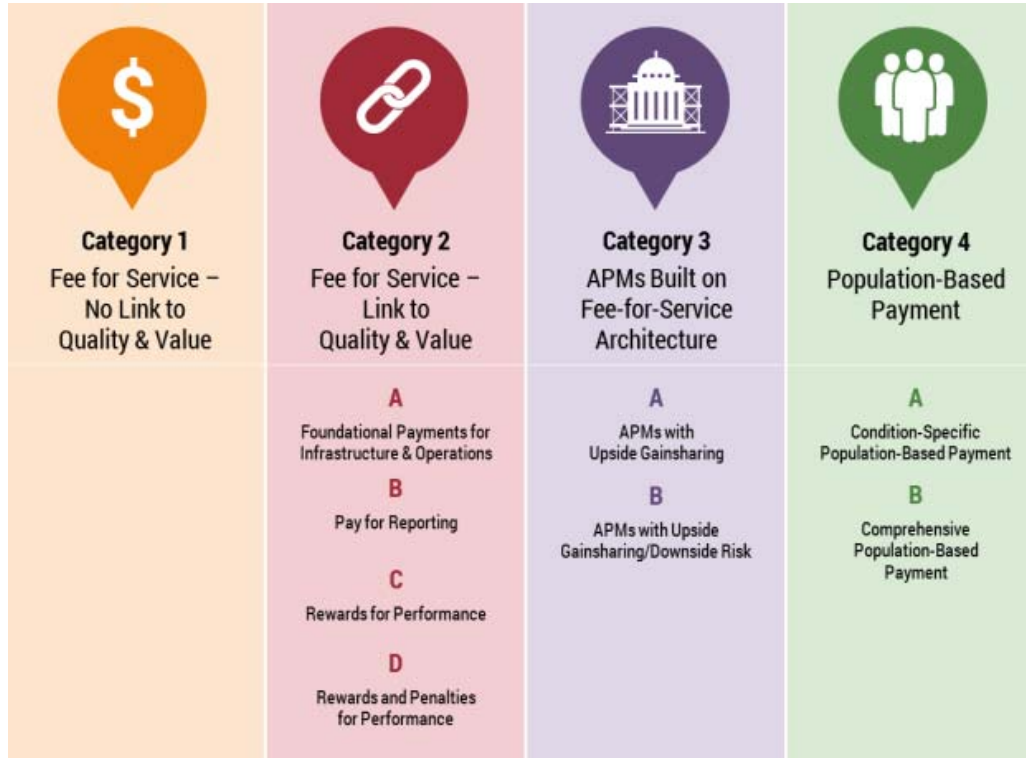 $
Category 1
Fee for Service –
No Link to
Quality & Value
Category 2
Fee for Service –
Link to
Quality & Value
A
Foundational Payments for
Infrastructure & Operations
B
Pay for Reporting
C
Rewards for Performance
D
Rewards and Penalties
for Performance
Category 3
APMs Built on
Fee-for-Service
Architecture
A
APMs with
Upside Gainsharing
B
APMs with Upside
Gainsharing/Downside Risk
Category 4
Population-Based
Payment
A
Condition-Specific
Population-Based Payment
B
Comprehensive
Population-Based
Payment